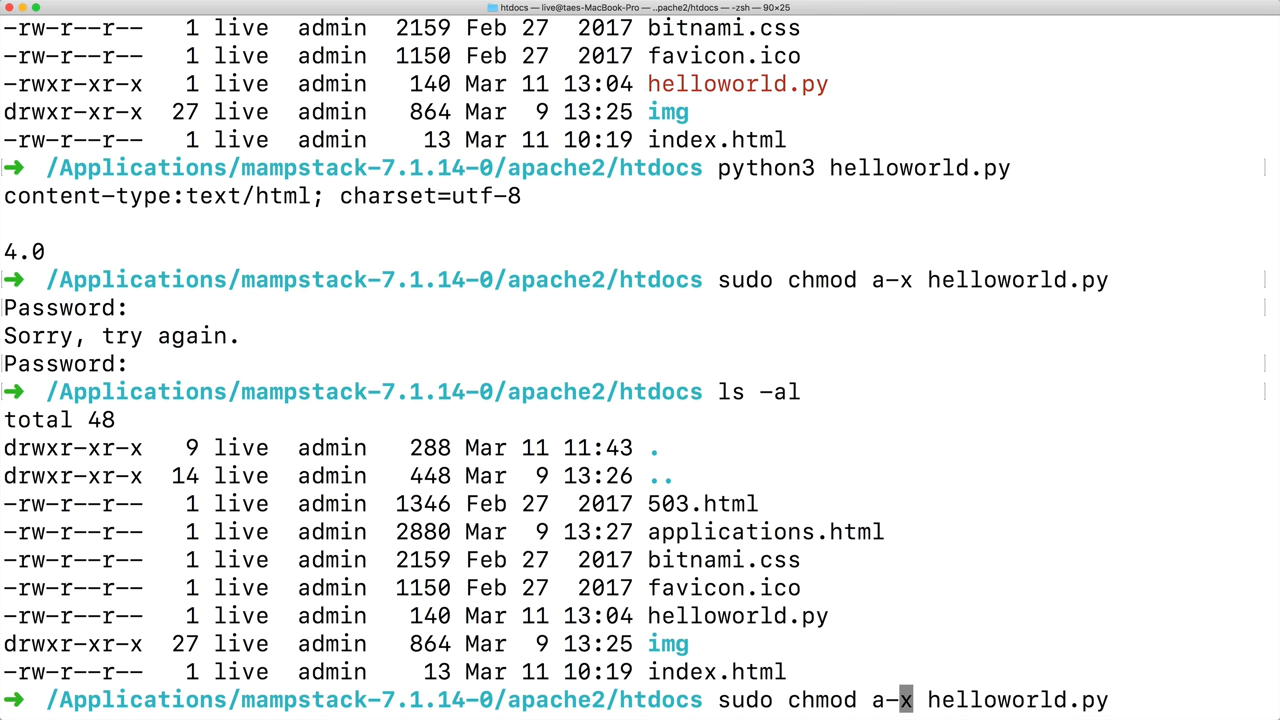 htdocs — live@taes-MacBook-Pro — ..pache2/htdocs — -zsh — 90×25
-rw-r--r--   1 live  admin  2159 Feb 27  2017 bitnami.css
-rw-r--r--   1 live  admin  1150 Feb 27  2017 favicon.ico
-rwxr-xr-x   1 live  admin   140 Mar 11 13:04 helloworld.py
drwxr-xr-x  27 live  admin   864 Mar  9 13:25 img
-rw-r--r--   1 live  admin    13 Mar 11 10:19 index.html
➜  /Applications/mampstack-7.1.14-0/apache2/htdocs python3 helloworld.py
content-type:text/html; charset=utf-8
4.0
➜  /Applications/mampstack-7.1.14-0/apache2/htdocs sudo chmod a-x helloworld.py
Password:
Sorry, try again.
Password:
➜  /Applications/mampstack-7.1.14-0/apache2/htdocs ls -al
total 48
drwxr-xr-x   9 live  admin   288 Mar 11 11:43 .
drwxr-xr-x  14 live  admin   448 Mar  9 13:26 ..
-rw-r--r--   1 live  admin  1346 Feb 27  2017 503.html
-rw-r--r--   1 live  admin  2880 Mar  9 13:27 applications.html
-rw-r--r--   1 live  admin  2159 Feb 27  2017 bitnami.css
-rw-r--r--   1 live  admin  1150 Feb 27  2017 favicon.ico
-rw-r--r--   1 live  admin   140 Mar 11 13:04 helloworld.py
drwxr-xr-x  27 live  admin   864 Mar  9 13:25 img
-rw-r--r--   1 live  admin    13 Mar 11 10:19 index.html
➜  /Applications/mampstack-7.1.14-0/apache2/htdocs sudo chmod a-x helloworld.py